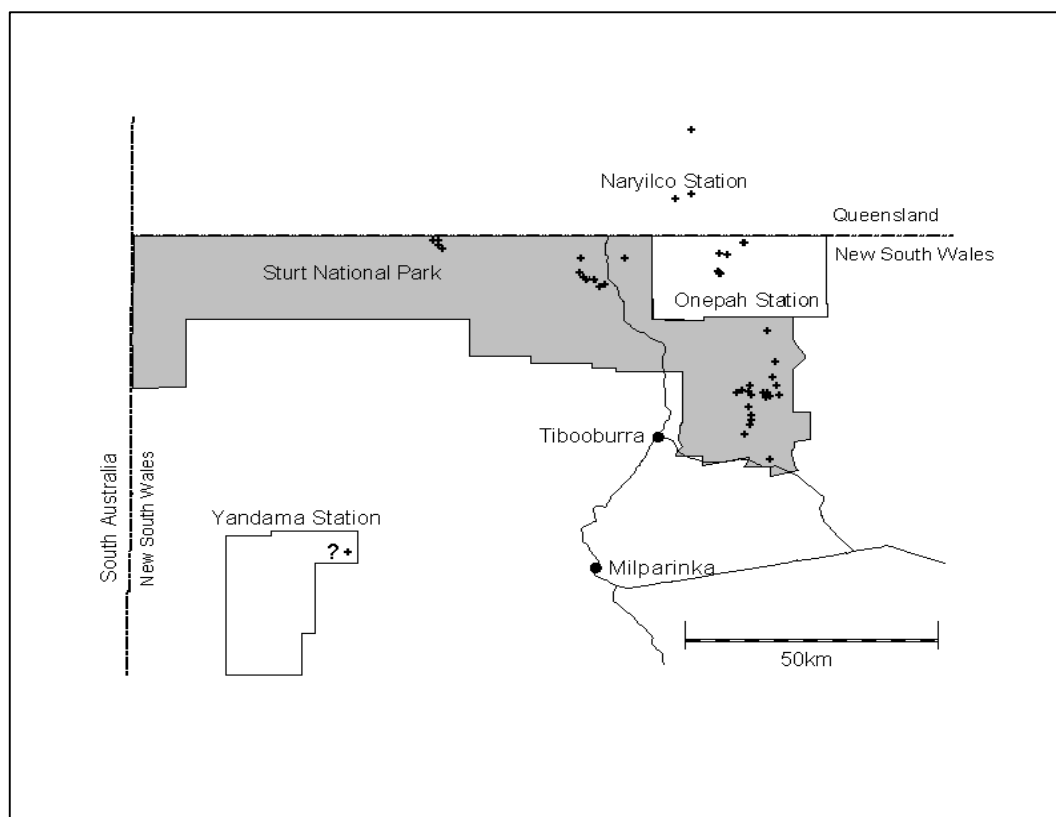 Naryilco Station
Queensland
New South Wales
Sturt National Park
Onepah Station
Tibooburra
South Australia
New South Wales
Yandama Station
?
Milparinka
50km